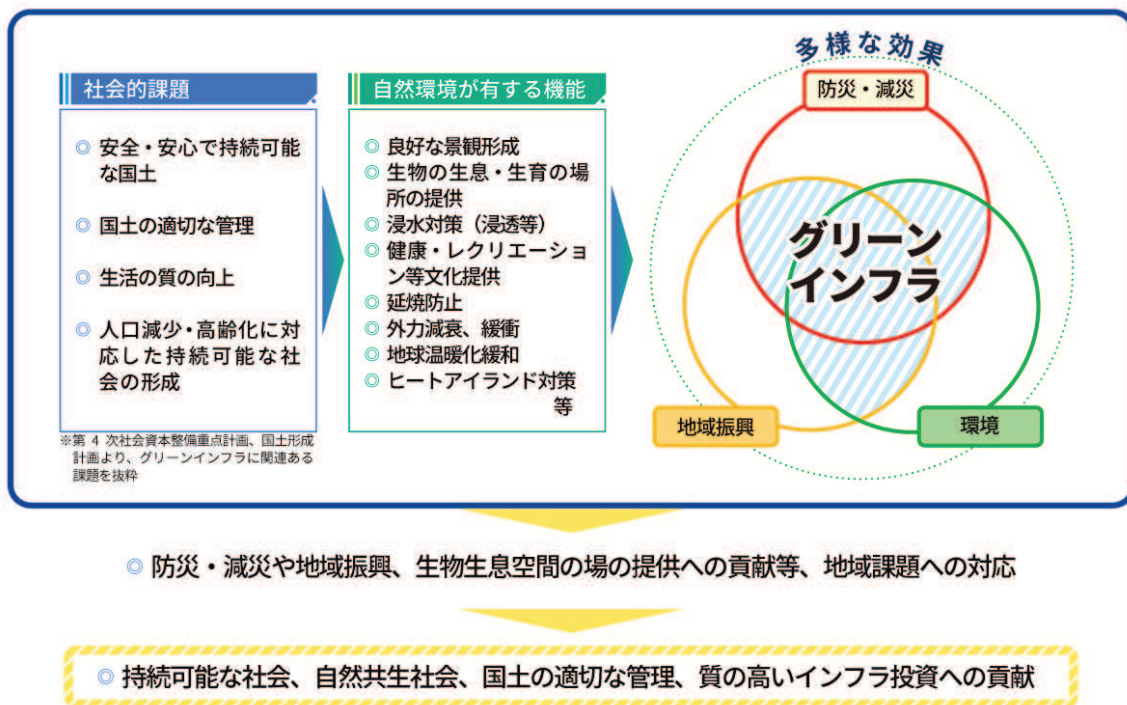 社会的課題
◎ 安全・安心で持続可能
な国土
◎ 国土の適切な管理
◎ 生活の質の向上
◎ 人口減少・高齢化に対
応した持続可能な社
会の形成
※第 4 次社会資本整備重点計画、国土形成
計画より、グリーンインフラに関連ある
課題を抜粋
自然環境が有する機能
◎ 良好な景観形成
◎ 生物の生息・生育の場
所の提供
◎ 浸水対策（浸透等）
◎ 健康・レクリエーショ
ン等文化提供
◎ 延焼防止
◎ 外力減衰、緩衝
◎ 地球温暖化緩和
◎ ヒートアイランド対策
等
多様な効果
防災・減災
グリーン
インフラ
地域振興
環境
◎ 防災・減災や地域振興、生物生息空間の場の提供への貢献等、地域課題への対応
◎ 持続可能な社会、自然共生社会、国土の適切な管理、質の高いインフラ投資への貢献